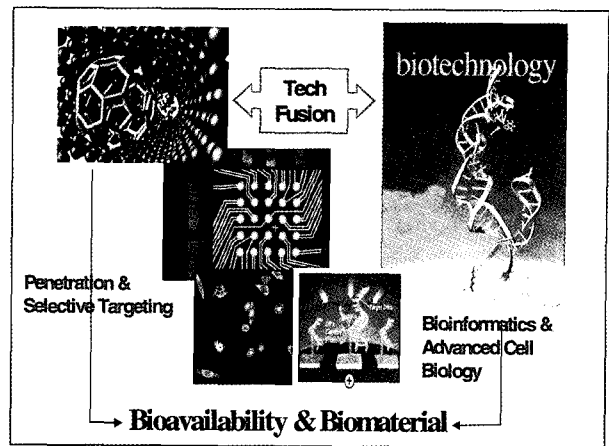 Tech
Fusion
biotechnology
Penetration &
Selective Targeting
Bioinformatics &
Advanced Cell
Biology
Bioavailability & Biomaterial